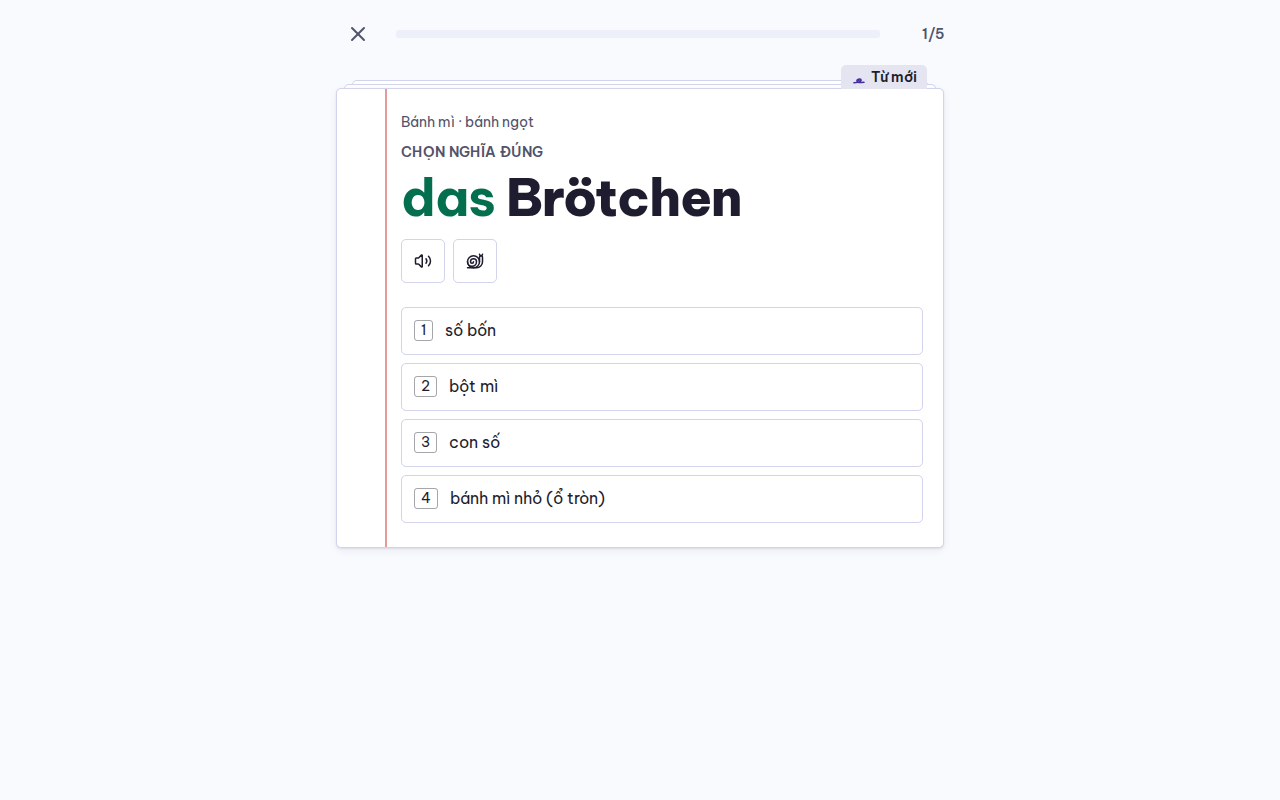 1/5
Từ mới
Bánh mì · bánh ngọt
CHỌN NGHĨA ĐÚNG
das Brötchen
1 số bốn
2 bột mì
3 con số
4 bánh mì nhỏ (ổ tròn)